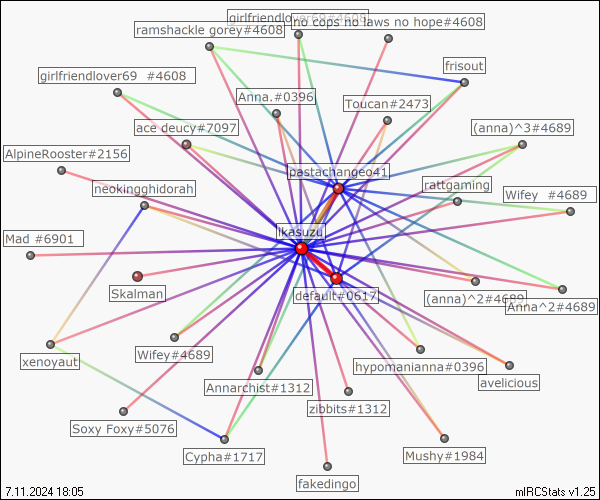 girlfriendlover69#4608
no cops no laws no hope#4608
ramshackle gorey#4608
frisout
girlfriendlover69 #4608
Anna.#0396
Toucan#2473
ace deucy#7097
(anna)^3#4689
AlpineRooster#2156
pastachangeo41
neokingghidorah
rattgaming
Wifey #4689
ikasuzu
Mad #6901
Skalman
default#0617
(anna)^2#4689
Anna^2#4689
xenoyaut
Wifey#4689
hypomanianna#0396
Annarchist#1312
avelicious
zibbits#1312
Soxy Foxy#5076
Cypha#1717
Mushy#1984
fakedingo
7.11.2024 18:05
mIRCStats v1.25